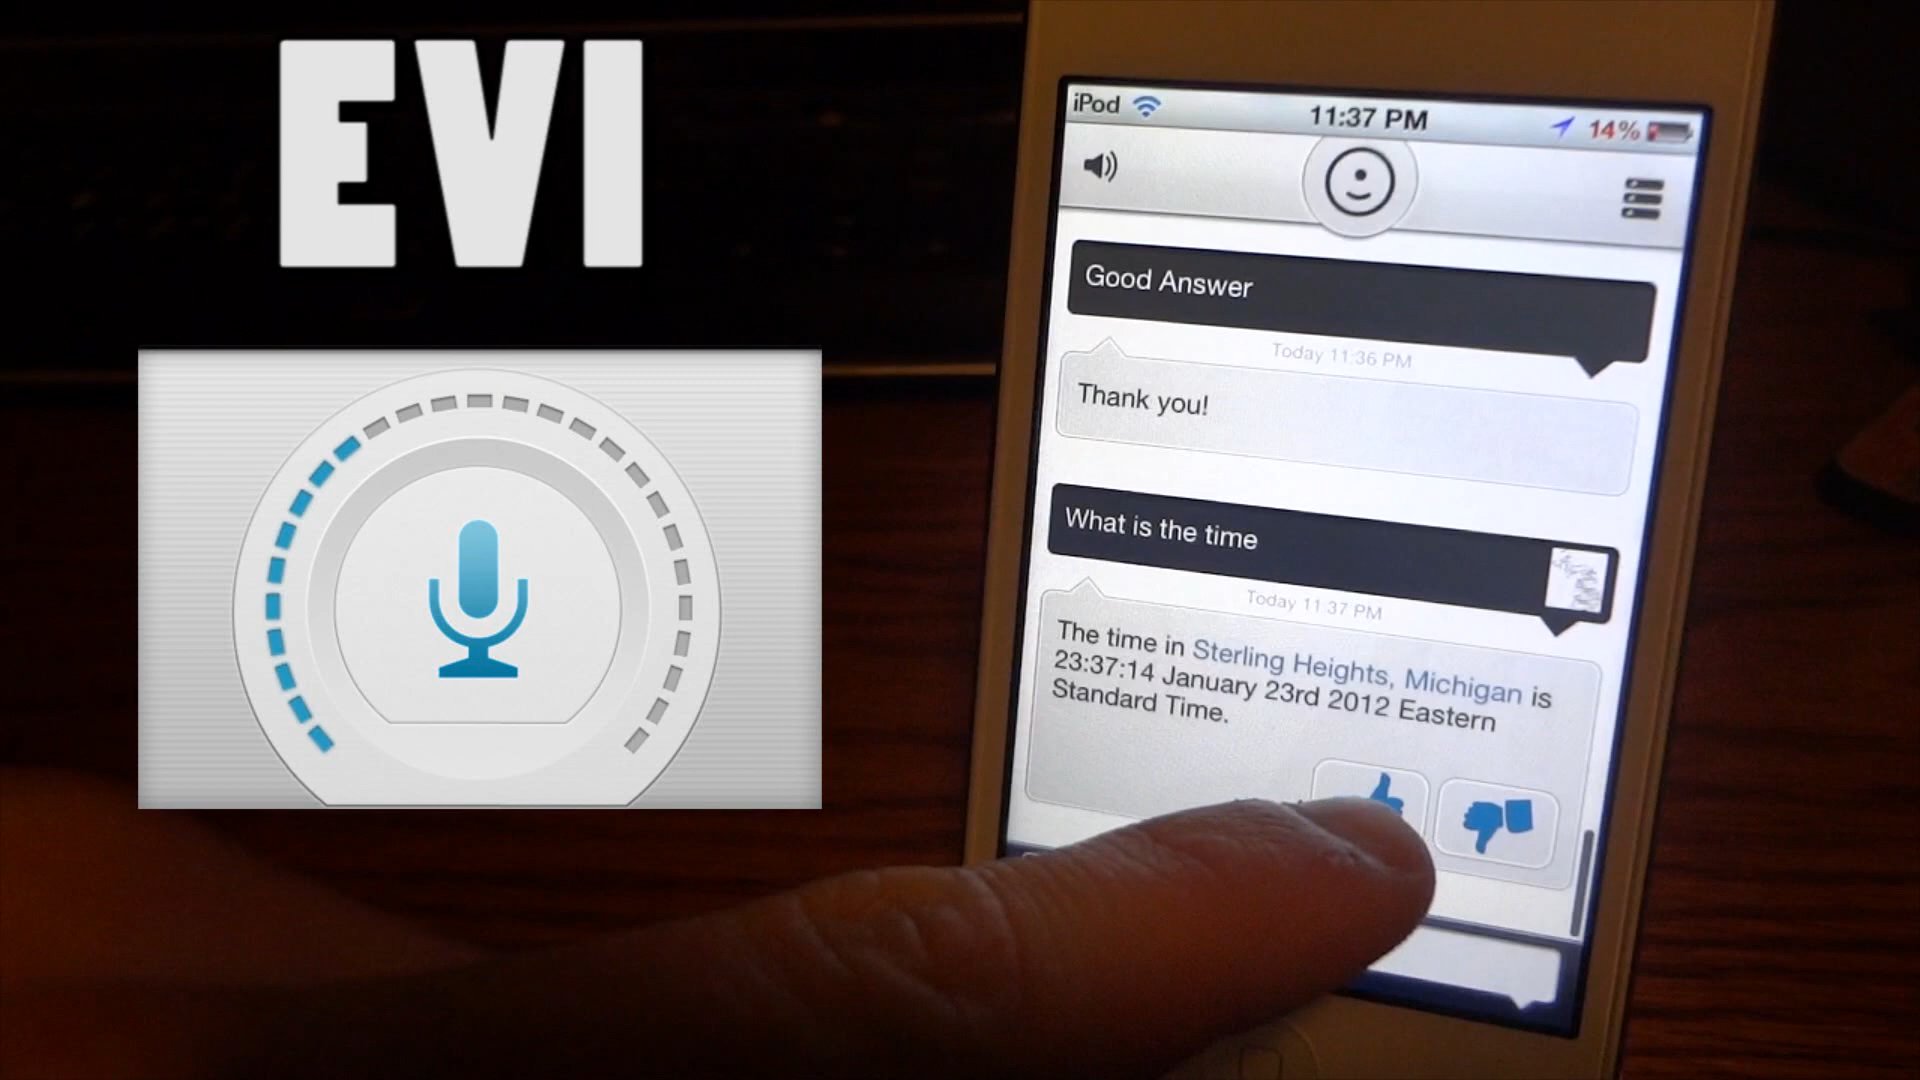 EVI
iPod
11:37 PM
14%
Good Answer
Today 11:36 PM
Thank you!
What is the time
Today 11:37 PM
The time in Sterling Heights, Michigan is
23:37:14 January 23rd 2012 Eastern
Standard Time.